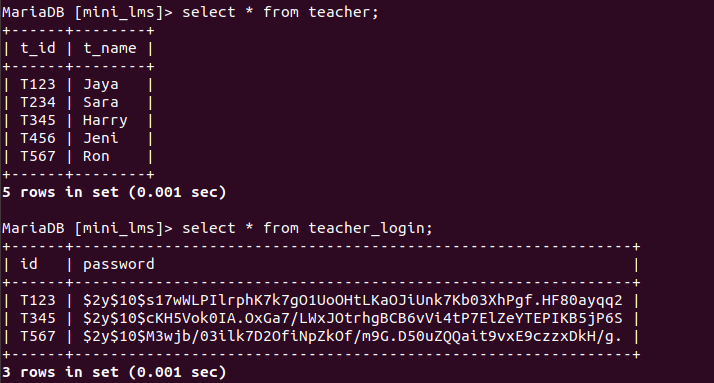 MariaDB [mini_lms]> select * from teacher;
+------+--------+
| t_id | t_name |
+------+--------+
| T123 | Jaya   |
| T234 | Sara   |
| T345 | Harry  |
| T456 | Jeni   |
| T567 | Ron    |
+------+--------+
5 rows in set (0.001 sec)
MariaDB [mini_lms]> select * from teacher_login;
+------+--------------------------------------------------------------+
| id   | password                                                     |
+------+--------------------------------------------------------------+
| T123 | $2y$10$s17wWLPIlrphK7k7gO1UoOHtLKaOJiUnk7Kb03XhPgf.HF80ayqq2 |
| T345 | $2y$10$cKH5Vok0IA.OxGa7/LWxJOtrhgBCB6vVi4tP7ElZeYTEPIKB5jP6S |
| T567 | $2y$10$M3wjb/03ilk7D2OfiNpZkOf/m9G.D50uZQQait9vxE9czzxDkH/g. |
+------+--------------------------------------------------------------+
3 rows in set (0.001 sec)